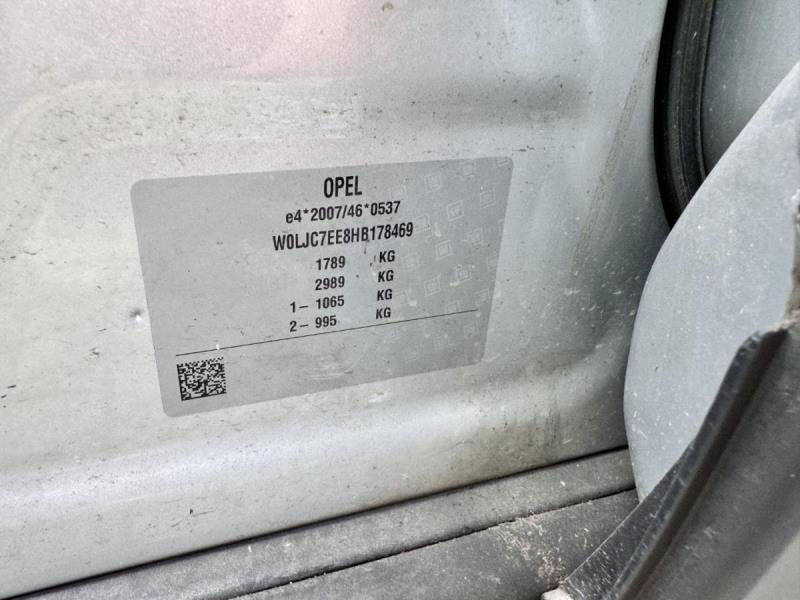 OPEL
e4*2007/46*0537
W0LJC7EE8HB178469
1789 KG
2989 KG
1– 1065 KG
2– 995 KG